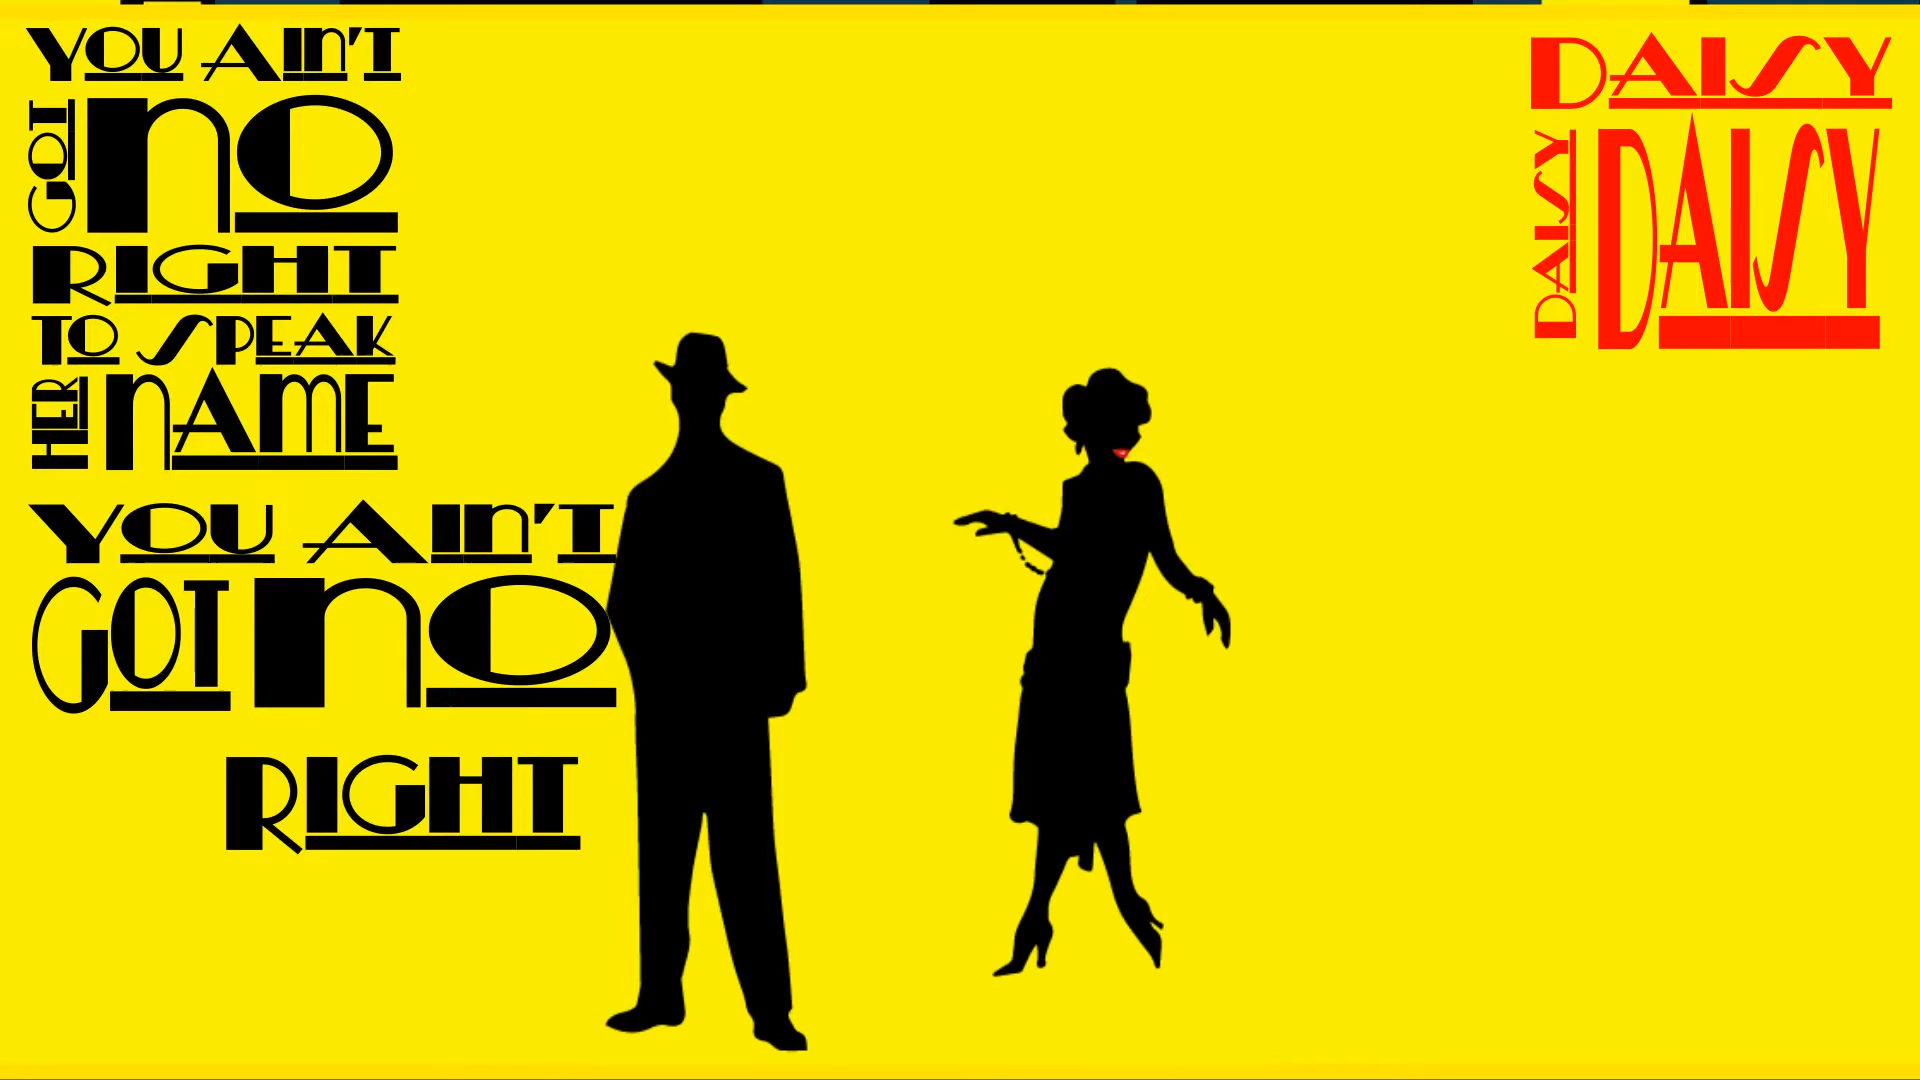 YOU AIN'T
GOT NO
RIGHT
TO SPEAK
HER NAME
YOU AIN'T
GOT NO
RIGHT
DAISY
DAISY DAISY